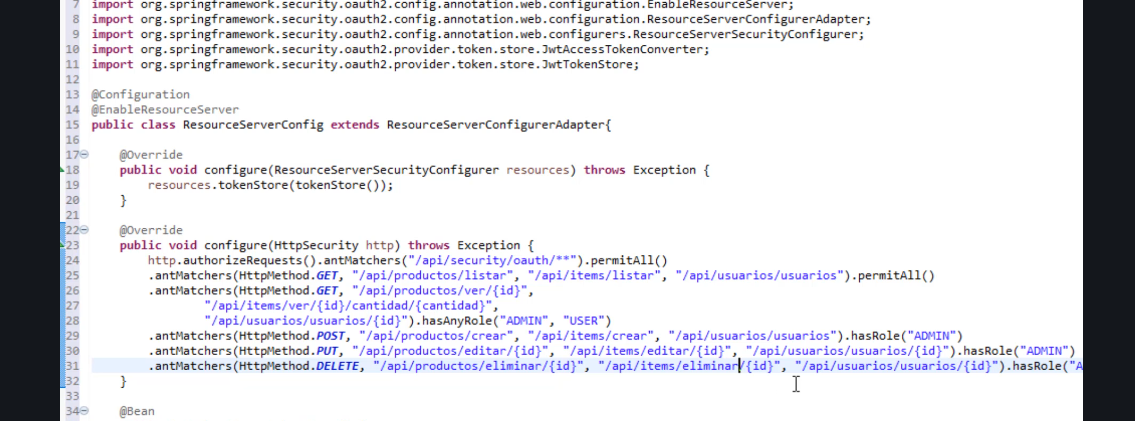 7 import org.springframework.security.oauth2.config.annotation.web.configuration.EnableResourceServer;
8 import org.springframework.security.oauth2.config.annotation.web.configuration.ResourceServerConfigurerAdapter;
9 import org.springframework.security.oauth2.config.annotation.web.configurers.ResourceServerSecurityConfigurer;
10 import org.springframework.security.oauth2.provider.token.store.JwtAccessTokenConverter;
11 import org.springframework.security.oauth2.provider.token.store.JwtTokenStore;
12
13 @Configuration
14 @EnableResourceServer
15 public class ResourceServerConfig extends ResourceServerConfigurerAdapter{
16
17 @Override
18 public void configure(ResourceServerSecurityConfigurer resources) throws Exception {
19 resources.tokenStore(tokenStore());
20 }
21
22 @Override
23 public void configure(HttpSecurity http) throws Exception {
24 http.authorizeRequests().antMatchers("/api/security/oauth/**").permitAll()
25 .antMatchers(HttpMethod.GET, "/api/productos/listar", "/api/items/listar", "/api/usuarios/usuarios").permitAll()
26 .antMatchers(HttpMethod.GET, "/api/productos/ver/{id}",
27 "/api/items/ver/{id}/cantidad/{cantidad}",
28 "/api/usuarios/usuarios/{id}").hasAnyRole("ADMIN", "USER")
29 .antMatchers(HttpMethod.POST, "/api/productos/crear", "/api/items/crear", "/api/usuarios/usuarios").hasRole("ADMIN")
30 .antMatchers(HttpMethod.PUT, "/api/productos/editar/{id}", "/api/items/editar/{id}", "/api/usuarios/usuarios/{id}").hasRole("ADMIN")
31 .antMatchers(HttpMethod.DELETE, "/api/productos/eliminar/{id}", "/api/items/eliminar/{id}", "/api/usuarios/usuarios/{id}").hasRole("A
32 }
33
34 @Bean